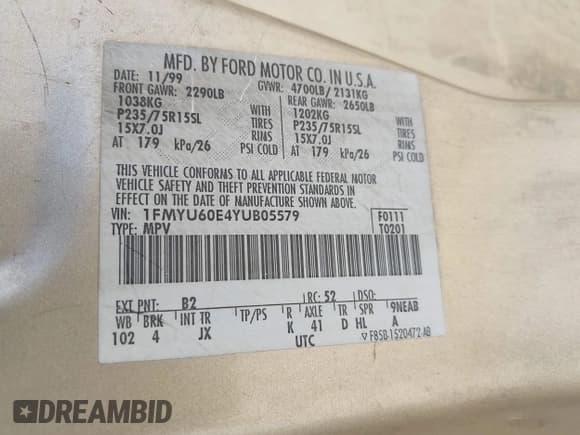 MFD. BY FORD MOTOR CO. IN U.S.A.
DATE: 11/99 GVWR: 4700LB/ 2131KG
FRONT GAWR: 2290LB REAR GAWR: 2650LB
1038KG 1202KG
P235/75R15SL TIRES P235/75R15SL TIRES
15X7.0J RIMS 15X7.0J RIMS
AT 179 kPa/26 PSI COLD AT 179 kPa/26 PSI COLD
THIS VEHICLE CONFORMS TO ALL APPLICABLE FEDERAL MOTOR
VEHICLE SAFETY AND THEFT PREVENTION STANDARDS IN
EFFECT ON THE DATE OF MANUFACTURE SHOWN ABOVE.
VIN: 1FMYU60E4YUB05579 F0111
TYPE: MPV T0201
EXT PNT: B2 RC: 52 DSO:
WB BRK INT TR TP/PS R AXLE TR SPR 9NEAB
102 4 JX K 41 D HL A
UTC ▽F85B-1520472-AB
DREAMBID